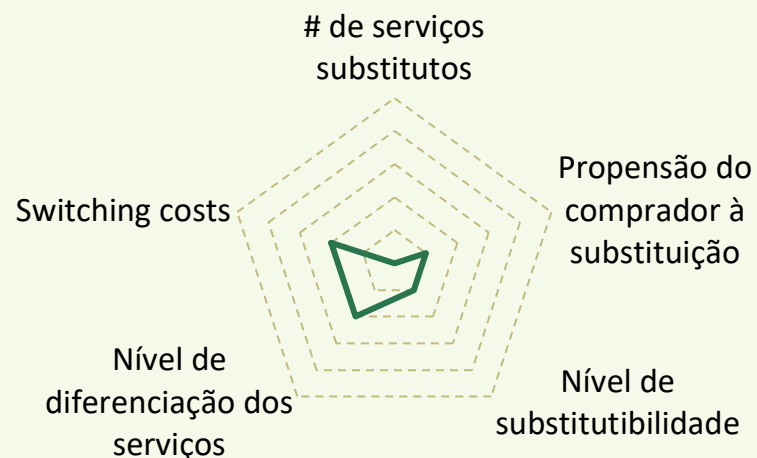 # de serviços
substitutos
Propensão do
comprador à
substituição
Switching costs
Nível de
diferenciação dos
serviços
Nível de
substitutibilidade